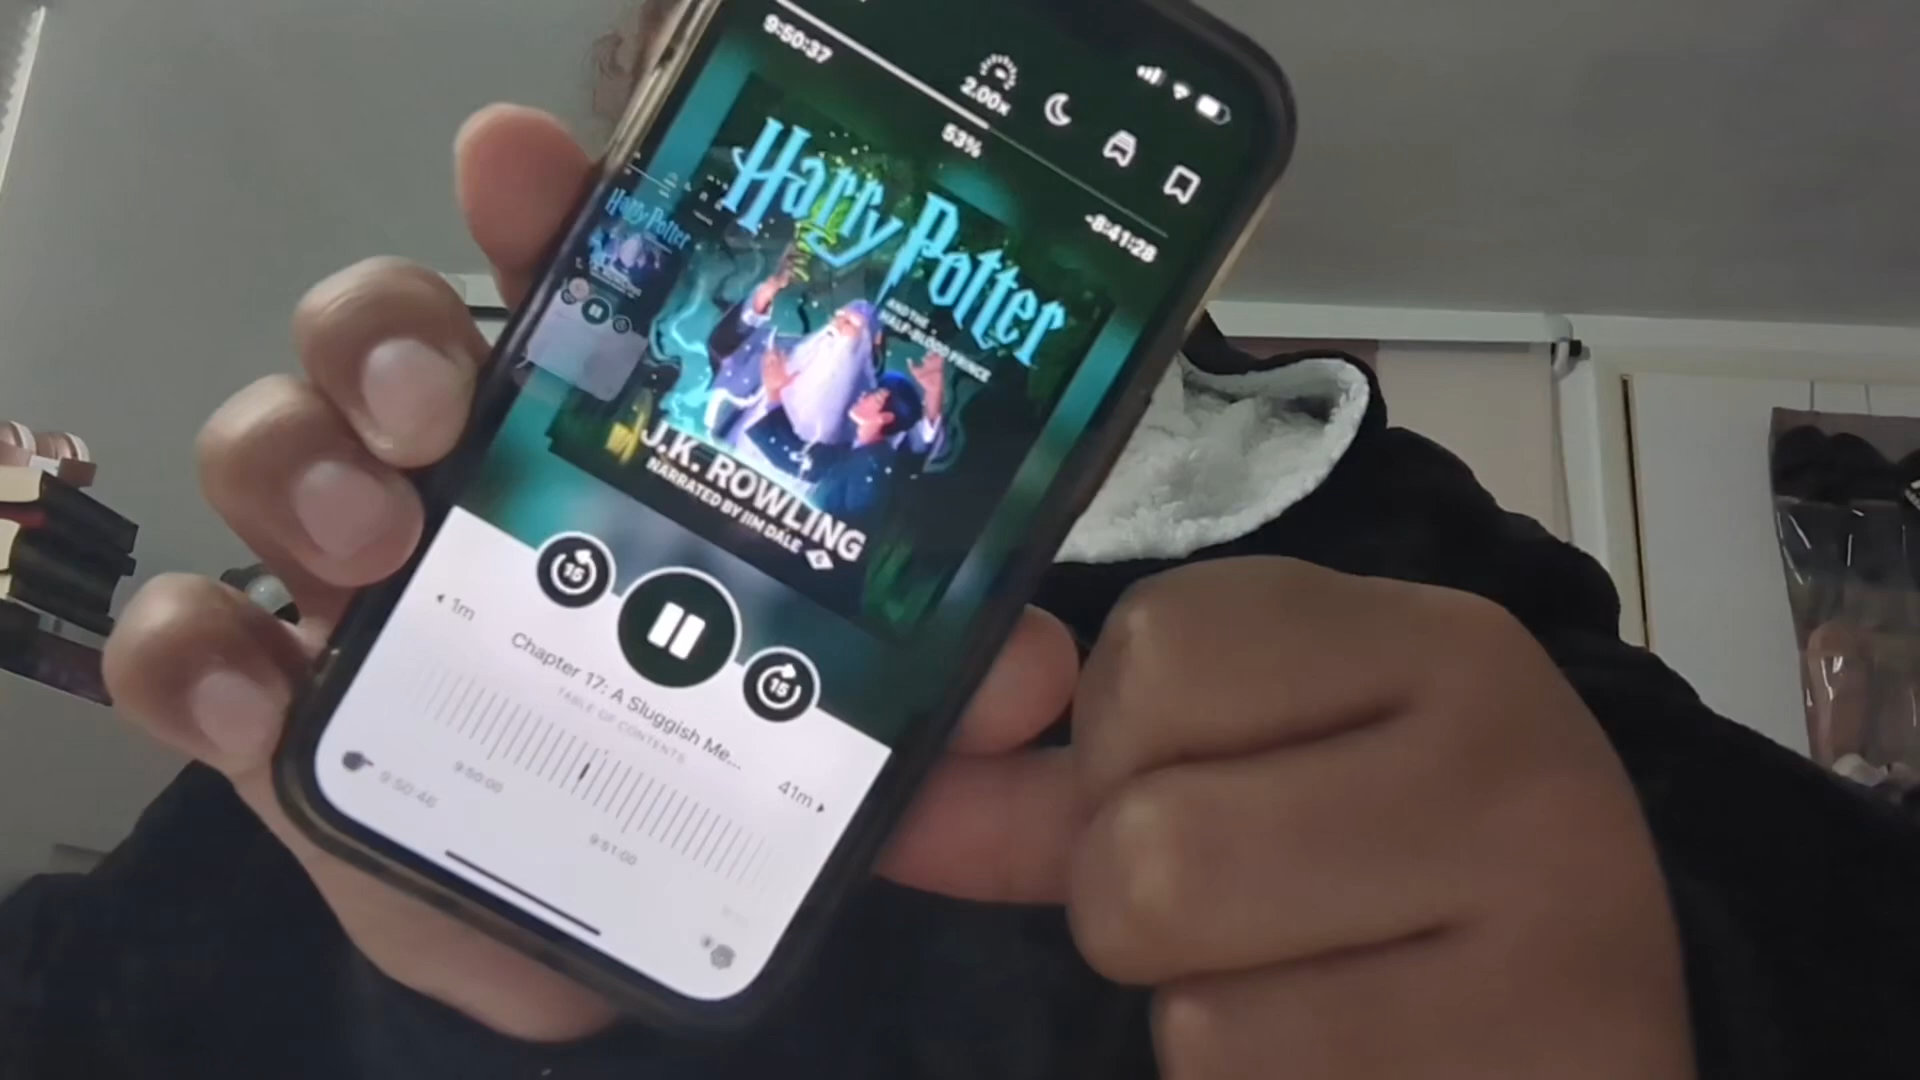 9:50:37
2.00x
53%
-8:41:28
Harry Potter
AND THE
HALF-BLOOD PRINCE
J.K. ROWLING
NARRATED BY JIM DALE
15
15
1m
Chapter 17: A Sluggish Me...
TABLE OF CONTENTS
41m
9:50:00
9:50:46
9:51:00
Harry Potter